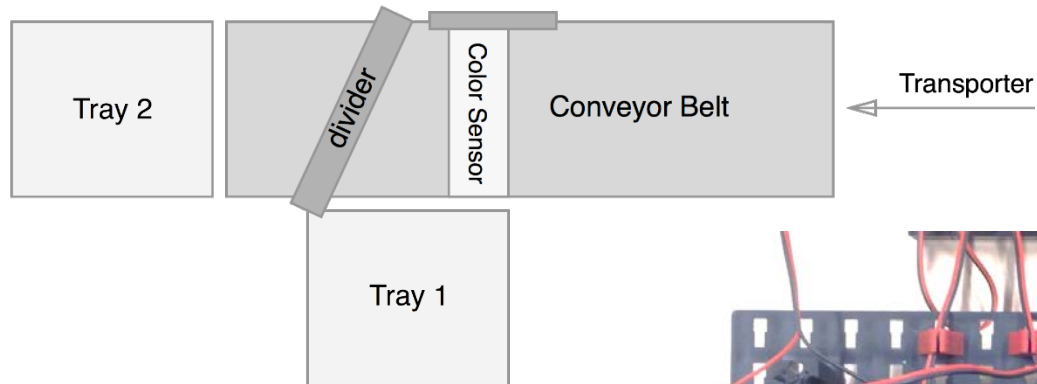 Tray 2
divider
Color Sensor
Conveyor Belt
Transporter
Tray 1